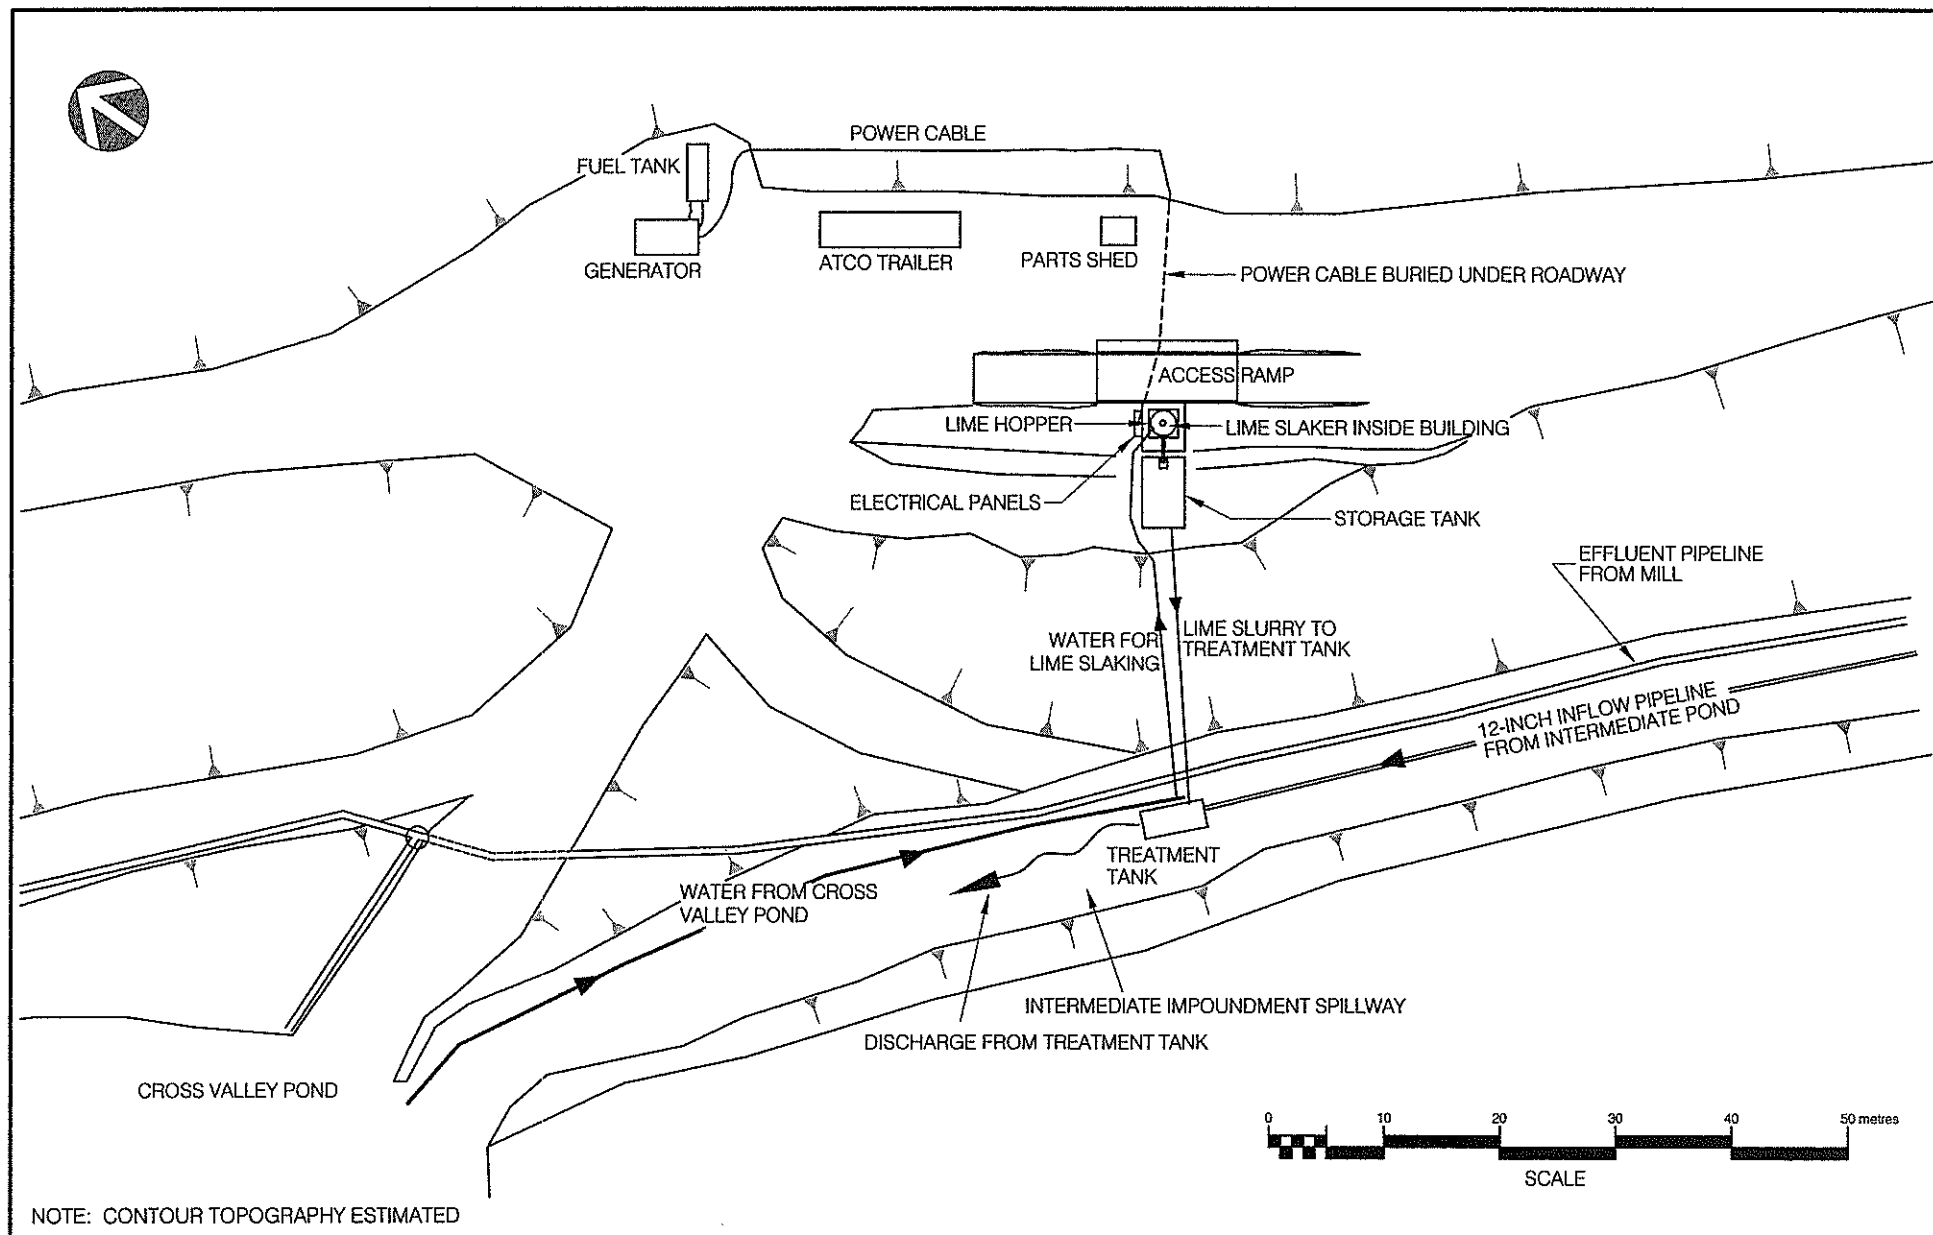 POWER CABLE
FUEL TANK
GENERATOR
ATCO TRAILER
PARTS SHED
POWER CABLE BURIED UNDER ROADWAY
ACCESS RAMP
LIME HOPPER
LIME SLAKER INSIDE BUILDING
ELECTRICAL PANELS
STORAGE TANK
EFFLUENT PIPELINE
FROM MILL
WATER FOR
LIME SLAKING
LIME SLURRY TO
TREATMENT TANK
12-INCH INFLOW PIPELINE
FROM INTERMEDIATE POND
TREATMENT
TANK
WATER FROM CROSS
VALLEY POND
INTERMEDIATE IMPOUNDMENT SPILLWAY
DISCHARGE FROM TREATMENT TANK
CROSS VALLEY POND
0 10 20 30 40 50 metres
SCALE
NOTE: CONTOUR TOPOGRAPHY ESTIMATED